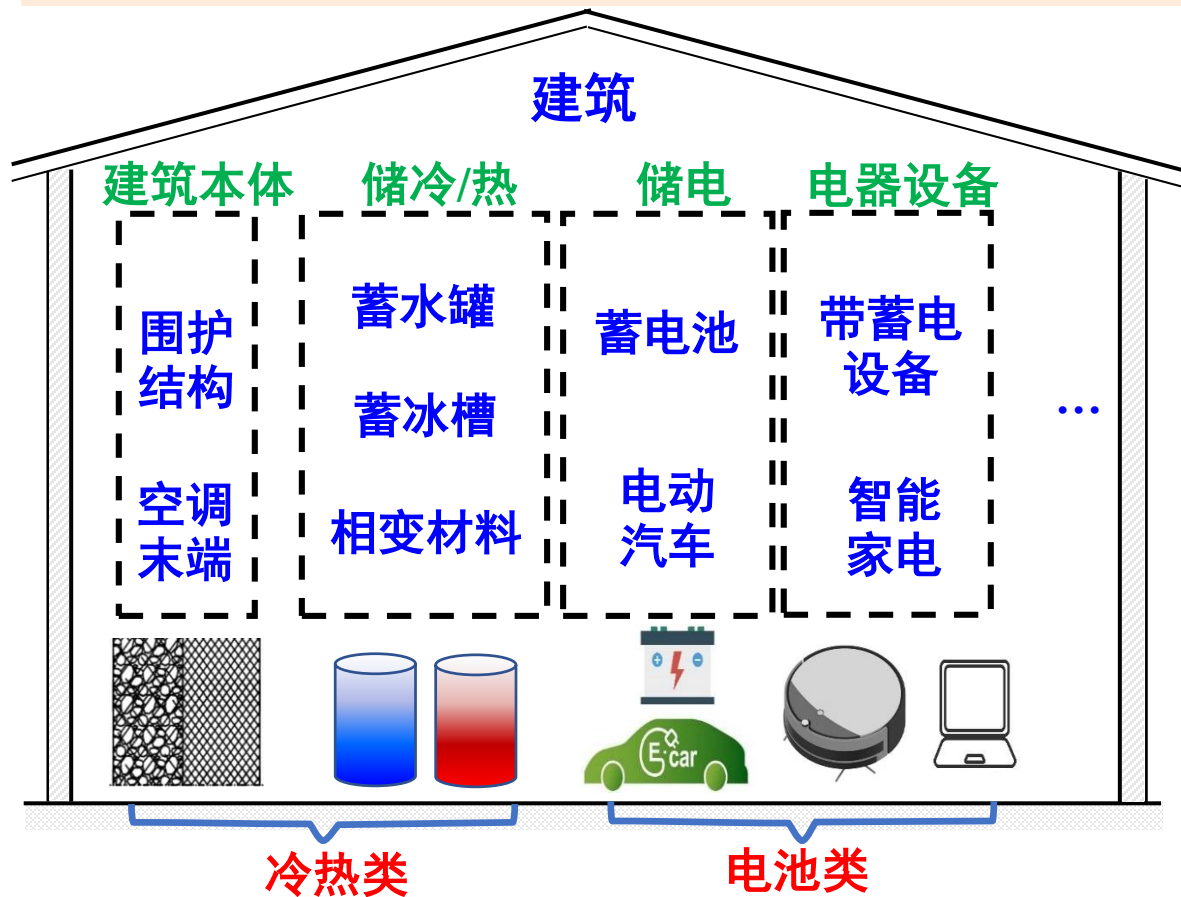 建筑
建筑本体
储冷/热
储电
电器设备
围护
结构
空调
末端
蓄水罐
蓄冰槽
相变材料
蓄电池
电动
汽车
带蓄电
设备
智能
家电
...
E·car
冷热类
电池类